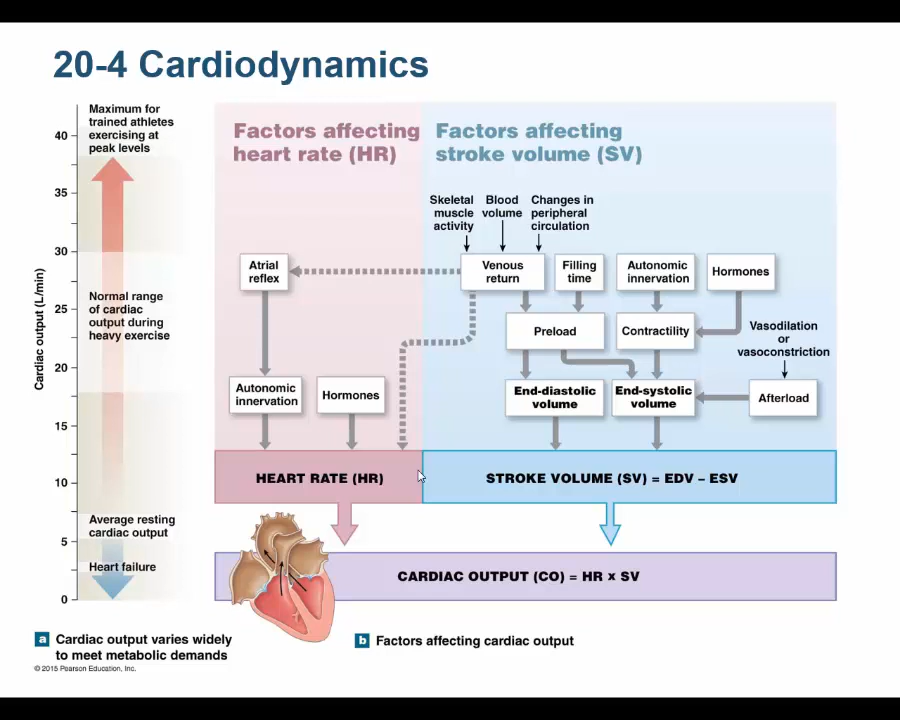 20-4 Cardiodynamics
Cardiac output (L/min)
40
35
30
25
20
15
10
5
0
Maximum for
trained athletes
exercising at
peak levels
Normal range
of cardiac
output during
heavy exercise
Average resting
cardiac output
Heart failure
a Cardiac output varies widely
to meet metabolic demands
© 2015 Pearson Education, Inc.
Factors affecting
heart rate (HR)
Factors affecting
stroke volume (SV)
Skeletal
muscle
activity
Blood
volume
Changes in
peripheral
circulation
Atrial
reflex
Venous
return
Filling
time
Autonomic
innervation
Hormones
Preload
Contractility
Vasodilation
or
vasoconstriction
Autonomic
innervation
Hormones
End-diastolic
volume
End-systolic
volume
Afterload
HEART RATE (HR)
STROKE VOLUME (SV) = EDV – ESV
CARDIAC OUTPUT (CO) = HR x SV
b Factors affecting cardiac output